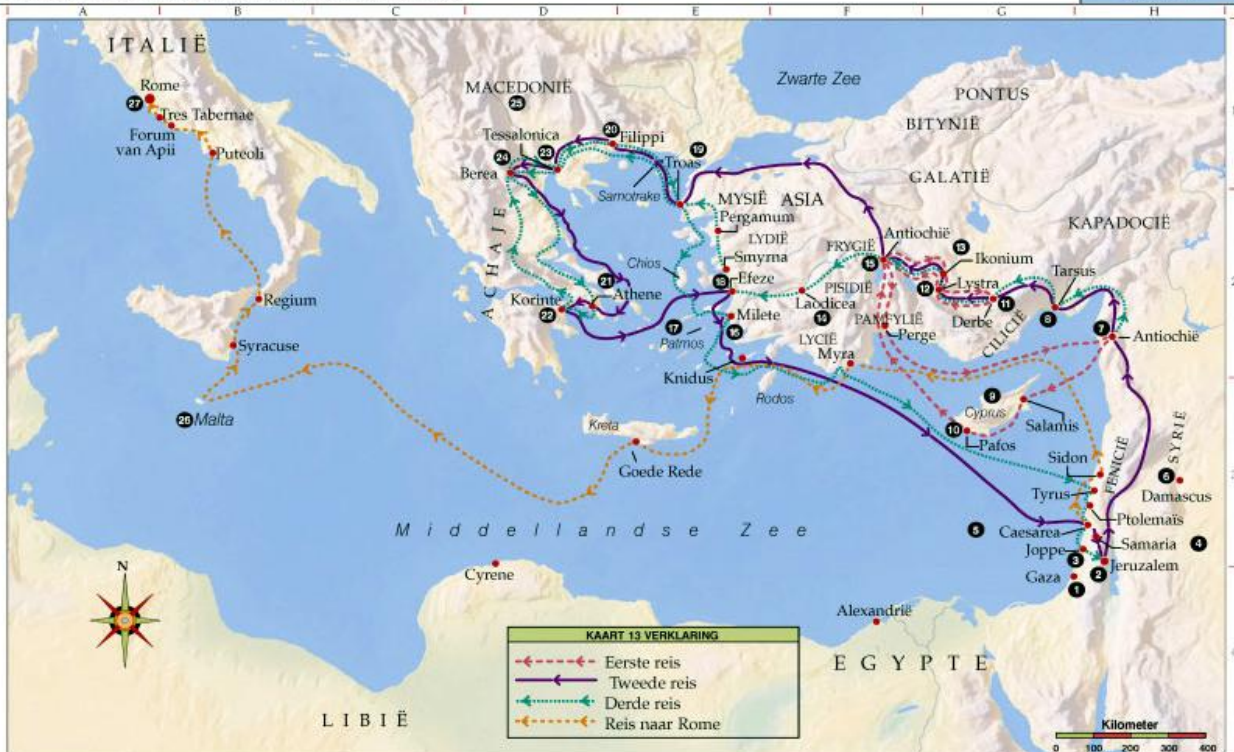 A B C D E F G H
ITALIË
Rome
27
Tres Tabernae
Forum
van Apii
Puteoli
Regium
Syracuse
26
Malta
MACEDONIË
25
Tessalonica
23
20
Filippi
24
Berea
19
Troas
Samotrake
ACHAJE
Chios
21
Athene
Korinte
22
Zwarte Zee
PONTUS
BITYNIË
GALATIË
KAPADOCIË
MYSIË
ASIA
Pergamum
LYDIË
Smyrna
18
Efeze
17
Milete
16
Patmos
Knidus
Rodos
Laodicea
14
FRYGIË
15
Antiochië
PISIDIË
PAMFYLIË
Perge
LYCIË
Myra
13
Ikonium
12
Lystra
11
Derbe
CILICIË
Tarsus
8
7
Antiochië
9
Cyprus
Salamis
10
Pafos
Kreta
Goede Rede
Sidon
FENICIË
SYRIË
6
Damascus
Tyrus
Ptolemaïs
5
Caesarea
Samaria
4
Joppe
3
2
Jeruzalem
Gaza
1
Middellandse Zee
Cyrene
Alexandrië
EGYPTE
LIBIË
N
KAART 13 VERKLARING
Eerste reis
Tweede reis
Derde reis
Reis naar Rome
Kilometer
0 100 200 300 400